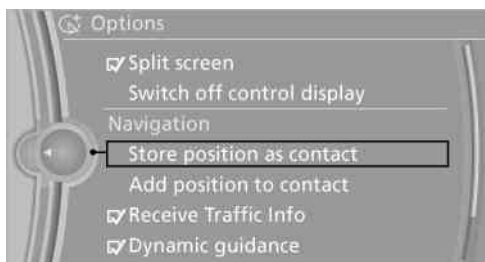 Options
Split screen
Switch off control display
Navigation
Store position as contact
Add position to contact
Receive Traffic Info
Dynamic guidance